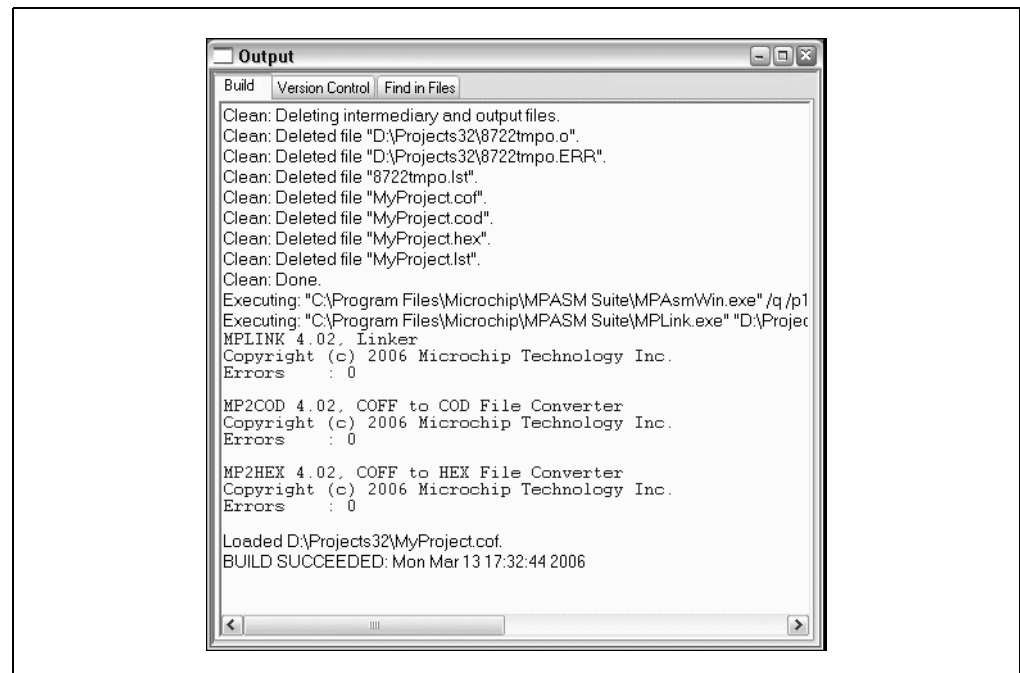 Output
Build Version Control Find in Files
Clean: Deleting intermediary and output files.
Clean: Deleted file "D:\Projects32\8722tmpo.o".
Clean: Deleted file "D:\Projects32\8722tmpo.ERR".
Clean: Deleted file "8722tmpo.lst".
Clean: Deleted file "MyProject.cof".
Clean: Deleted file "MyProject.cod".
Clean: Deleted file "MyProject.hex".
Clean: Deleted file "MyProject.lst".
Clean: Done.
Executing: "C:\Program Files\Microchip\MPASM Suite\MPAsmWin.exe" /q /p1
Executing: "C:\Program Files\Microchip\MPASM Suite\MPLink.exe" "D:\Projec
MPLINK 4.02, Linker
Copyright (c) 2006 Microchip Technology Inc.
Errors : 0
MP2COD 4.02, COFF to COD File Converter
Copyright (c) 2006 Microchip Technology Inc.
Errors : 0
MP2HEX 4.02, COFF to HEX File Converter
Copyright (c) 2006 Microchip Technology Inc.
Errors : 0
Loaded D:\Projects32\MyProject.cof.
BUILD SUCCEEDED: Mon Mar 13 17:32:44 2006